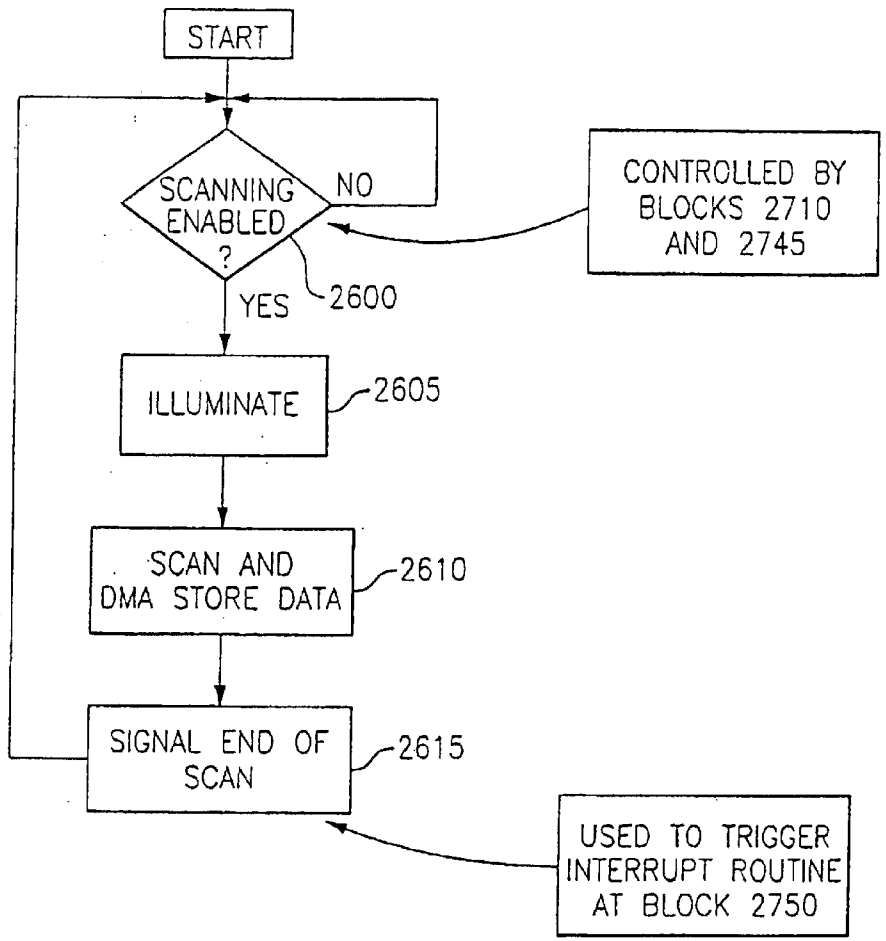 START
SCANNING
ENABLED
?
NO
2600
YES
CONTROLLED BY
BLOCKS 2710
AND 2745
ILLUMINATE
2605
SCAN AND
DMA STORE DATA
2610
SIGNAL END OF
SCAN
2615
USED TO TRIGGER
INTERRUPT ROUTINE
AT BLOCK 2750